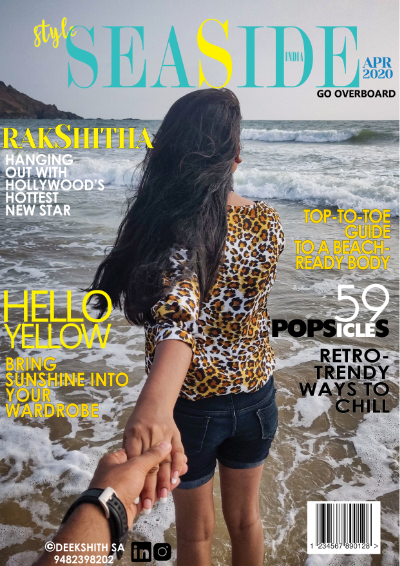 style
SEASIDE
INDIA
APR
2020
GO OVERBOARD
RAKSHITHA
HANGING
OUT WITH
HOLLYWOOD'S
HOTTEST
NEW STAR
TOP-TO-TOE
GUIDE
TO A BEACH-
READY BODY
HELLO
YELLOW
BRING
SUNSHINE INTO
YOUR
WARDROBE
59
POPSICLES
RETRO-
TRENDY
WAYS TO
CHILL
©DEEKSHITH SA
9482398202
in
1 234567 890128 >